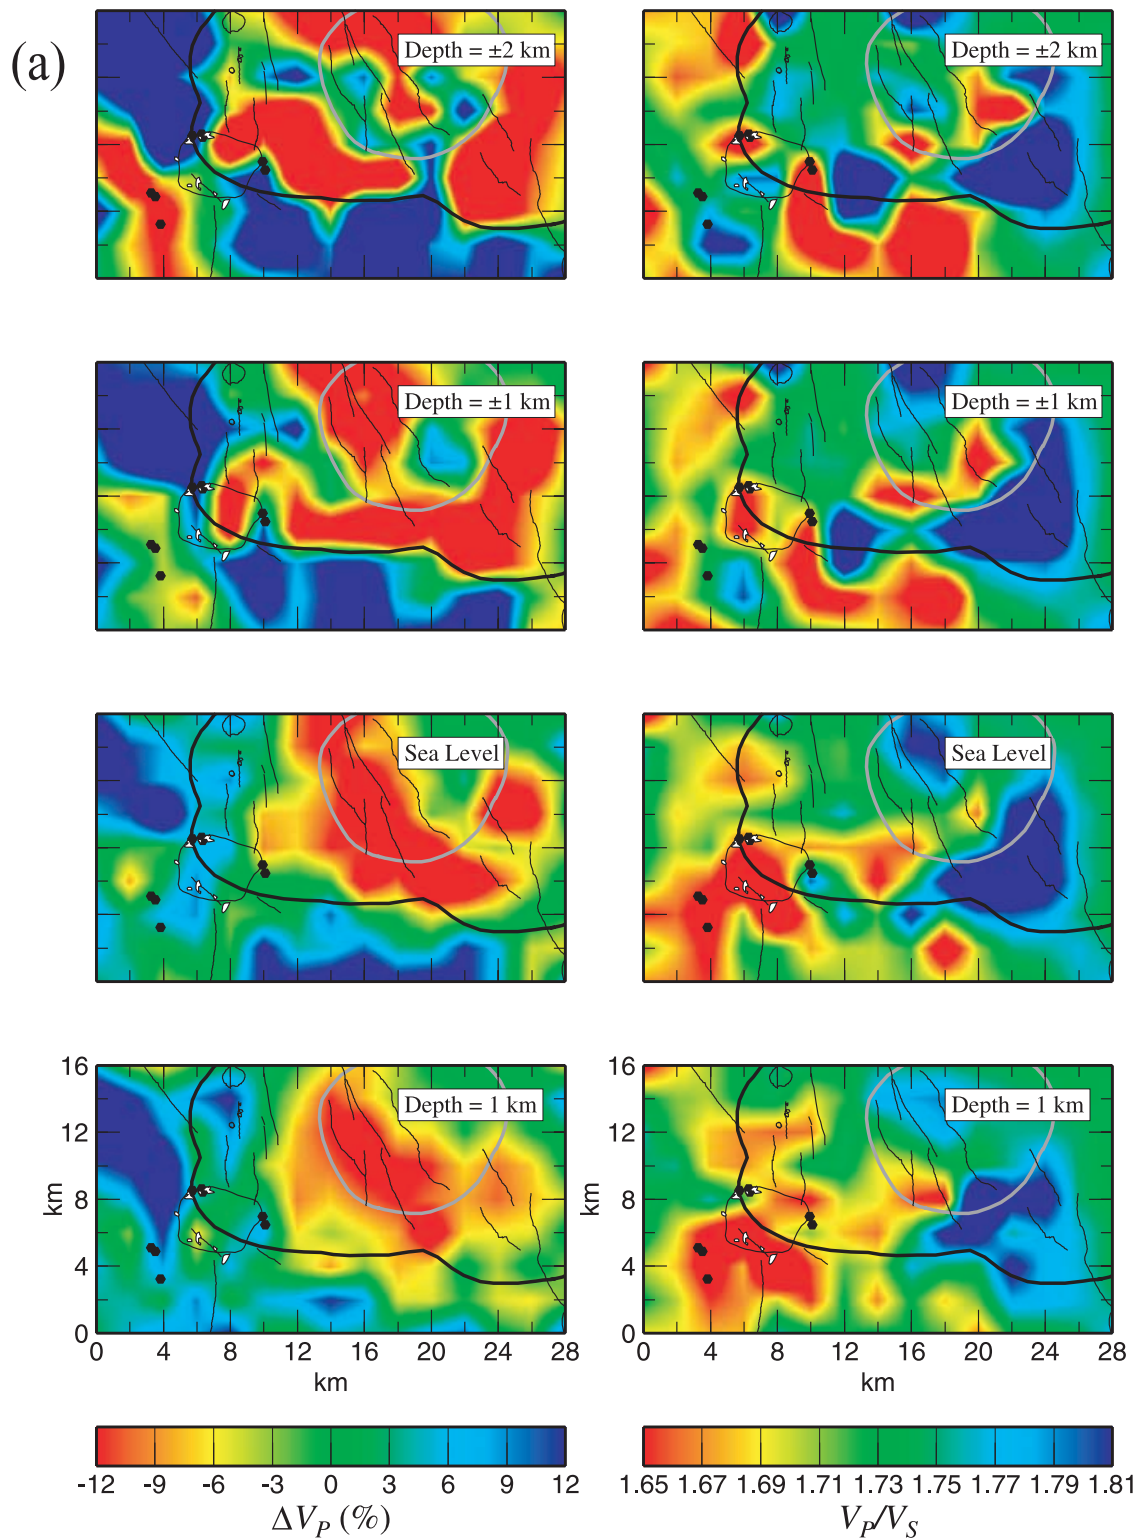 (a)
Depth = ±2 km
Depth = ±2 km
Depth = ±1 km
Depth = ±1 km
Sea Level
Sea Level
Depth = 1 km
Depth = 1 km
16
12
8
4
0
km
0 4 8 12 16 20 24 28
km
16
12
8
4
0
km
0 4 8 12 16 20 24 28
km
-12 -9 -6 -3 0 3 6 9 12
ΔVP (%)
1.65 1.67 1.69 1.71 1.73 1.75 1.77 1.79 1.81
VP/VS